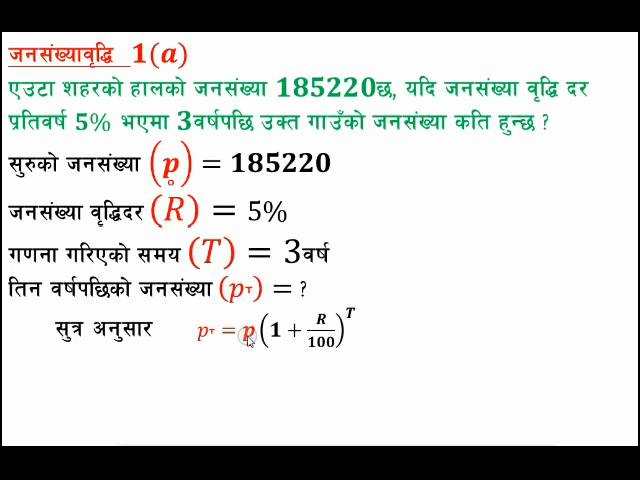 जनसंख्यावृद्धि 1(a)
एउटा शहरको हालको जनसंख्या 185220छ, यदि जनसंख्या वृद्धि दर
प्रतिवर्ष 5% भएमा 3वर्षपछि उक्त गाउँको जनसंख्या कति हुन्छ ?
सुरुको जनसंख्या (p₀) = 185220
जनसंख्या वृद्धिदर (R) = 5%
गणना गरिएको समय (T) = 3वर्ष
तिन वर्षपछिको जनसंख्या (pT) = ?
सुत्र अनुसार pT = p(1 + R/100)^T